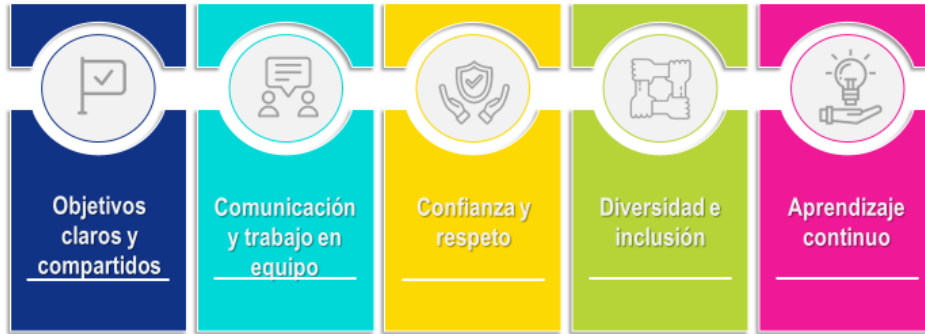 Objetivos
claros y
compartidos
Comunicación
y trabajo en
equipo
Confianza y
respeto
Diversidad e
inclusión
Aprendizaje
continuo